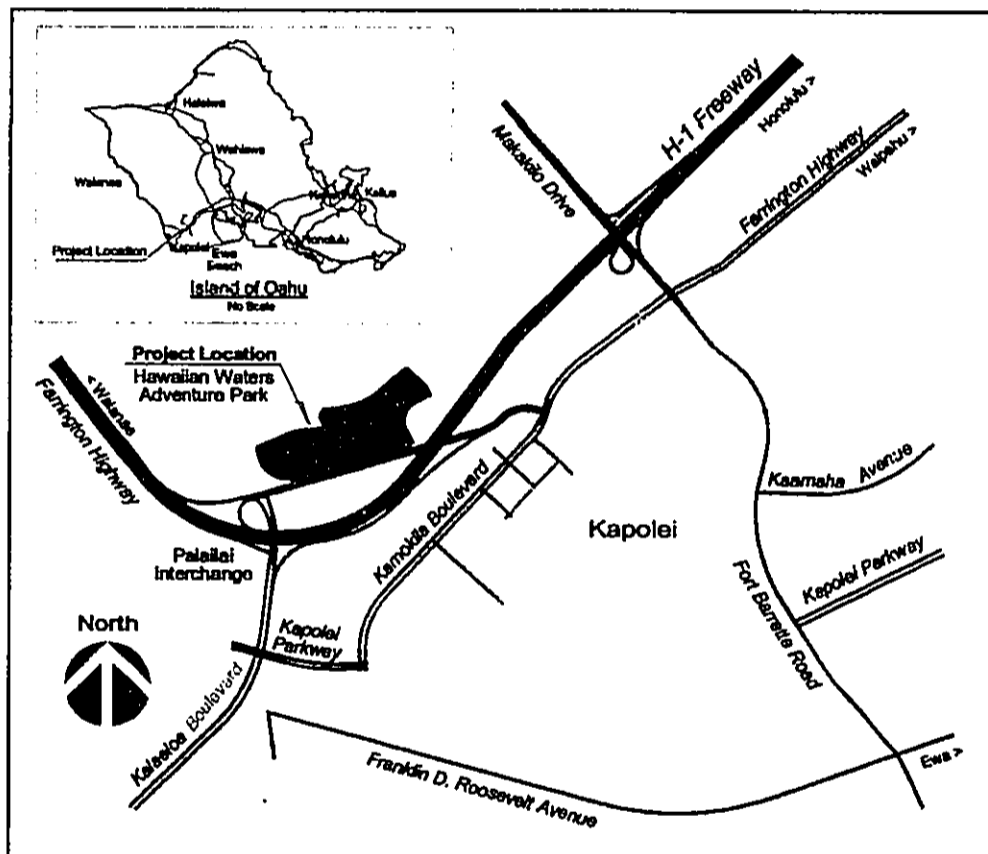 Haleiwa
Wahiawa
Waianae
Kailua
Project Location
Kapolei
Ewa
Beach
Honolulu
Island of Oahu
No Scale
Makakilo Drive
H-1 Freeway
Honolulu >
Farrington Highway
Waipahu >
Project Location
Hawaiian Waters
Adventure Park
< Waianae
Farrington Highway
Palailai
Interchange
Kamokila Boulevard
Kapolei
Kaamaha Avenue
Kapolei Parkway
Fort Barrette Road
North
Kapolei
Parkway
Kalaeloa Boulevard
Franklin D. Roosevelt Avenue
Ewa >